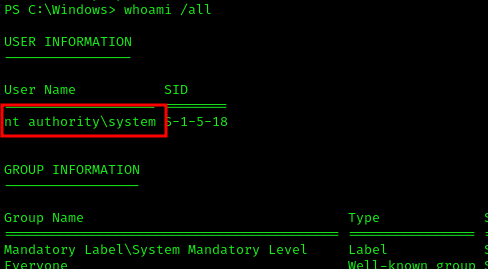 PS C:\Windows> whoami /all
USER INFORMATION
User Name SID
nt authority\system S-1-5-18
GROUP INFORMATION
Group Name Type
Mandatory Label\System Mandatory Level Label
Everyone Well-known group